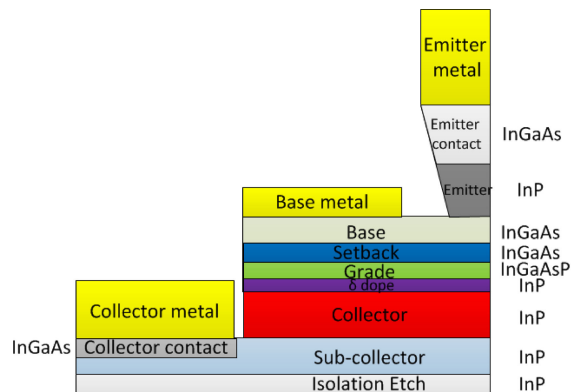 Emitter
metal
Emitter
contact
InGaAs
Emitter
InP
Base metal
Base
InGaAs
Setback
InGaAs
Grade
InGaAsP
δ dope
InP
Collector metal
Collector
InP
InGaAs
Collector contact
Sub-collector
InP
Isolation Etch
InP